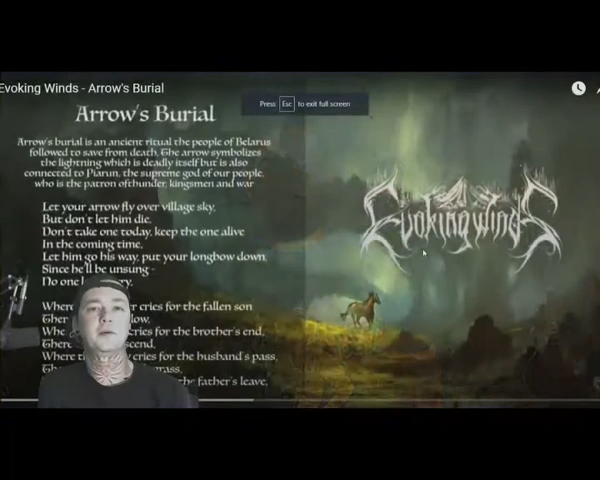 Evoking Winds - Arrow's Burial
Press Esc to exit full screen
Arrow's Burial
Arrow's burial is an ancient ritual the people of Belarus
followed to save from death. The arrow symbolizes
the lightning which is deadly itself but is also
connected to Piarun, the supreme god of our people,
who is the patron of thunder, kingsmen and war
Let your arrow fly over village sky,
But don't let him die,
Don't take one today, keep the one alive
In the coming time,
Let him go his way, put your longbow down,
Since he'll be unsung -
No one
cries for the fallen son
cries for the brother's end,
cries for the husband's pass,
grass,
the father's leave,
Evoking Winds